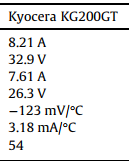 Kyocera KG200GT
8.21 A
32.9 V
7.61 A
26.3 V
−123 mV/°C
3.18 mA/°C
54